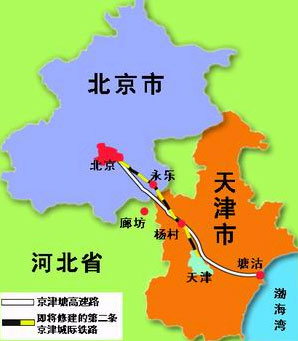 北京市
北京
永乐
廊坊
杨村
天津市
河北省
天津
塘沽
渤海湾
京津塘高速路
即将修建的第二条
京津城际铁路